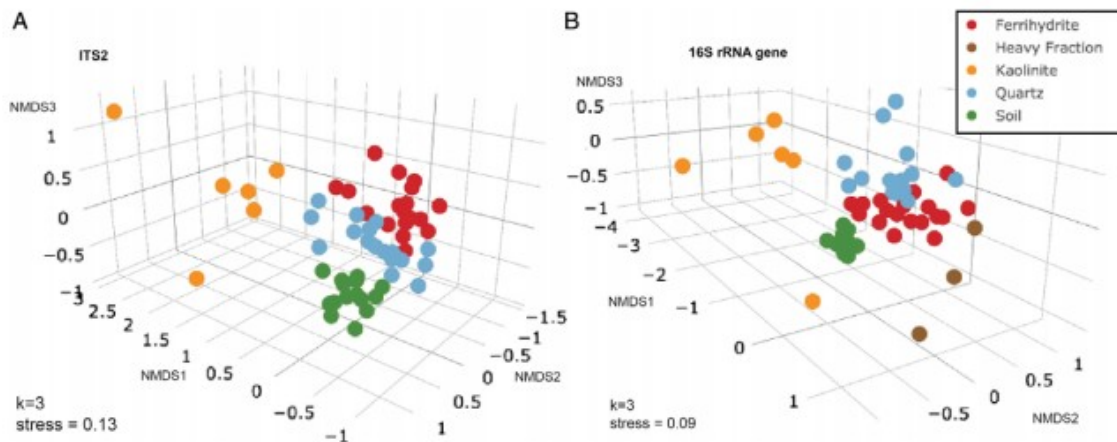 A
ITS2
NMDS3
1
0.5
0
−0.5
−1
3
2.5
2
1.5
1
0.5
0
−0.5
−1
NMDS1
−1.5
−1
−0.5
0
0.5
1
NMDS2
k=3
stress = 0.13
B
16S rRNA gene
NMDS3
0.5
0
−0.5
−1
−4
−3
−2
−1
0
1
NMDS1
1
0.5
0
−0.5
NMDS2
k=3
stress = 0.09
Ferrihydrite
Heavy Fraction
Kaolinite
Quartz
Soil